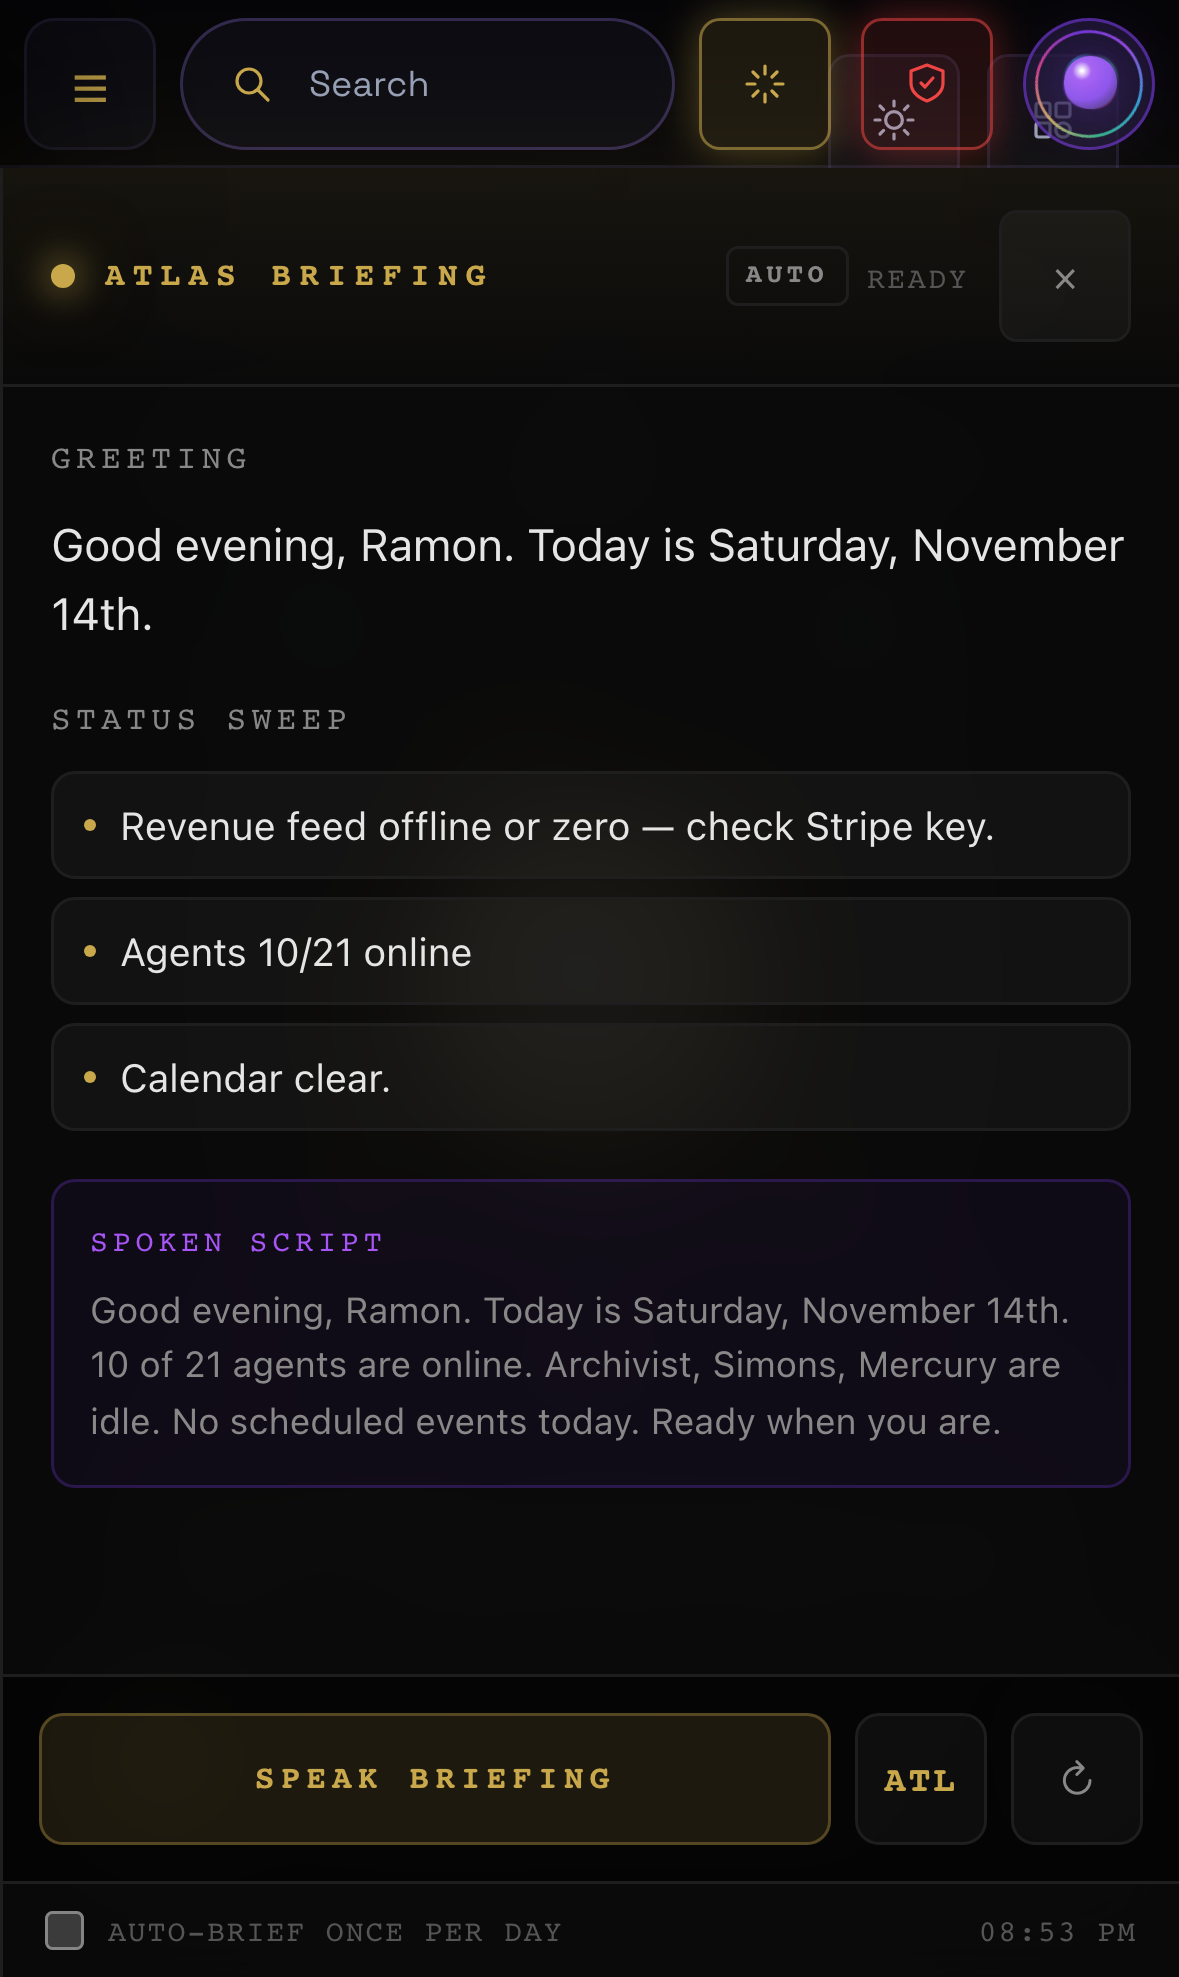 Search
ATLAS BRIEFING
AUTO
READY
×
GREETING
Good evening, Ramon. Today is Saturday, November
14th.
STATUS SWEEP
• Revenue feed offline or zero — check Stripe key.
• Agents 10/21 online
• Calendar clear.
SPOKEN SCRIPT
Good evening, Ramon. Today is Saturday, November 14th.
10 of 21 agents are online. Archivist, Simons, Mercury are
idle. No scheduled events today. Ready when you are.
SPEAK BRIEFING
ATL
AUTO-BRIEF ONCE PER DAY
08:53 PM